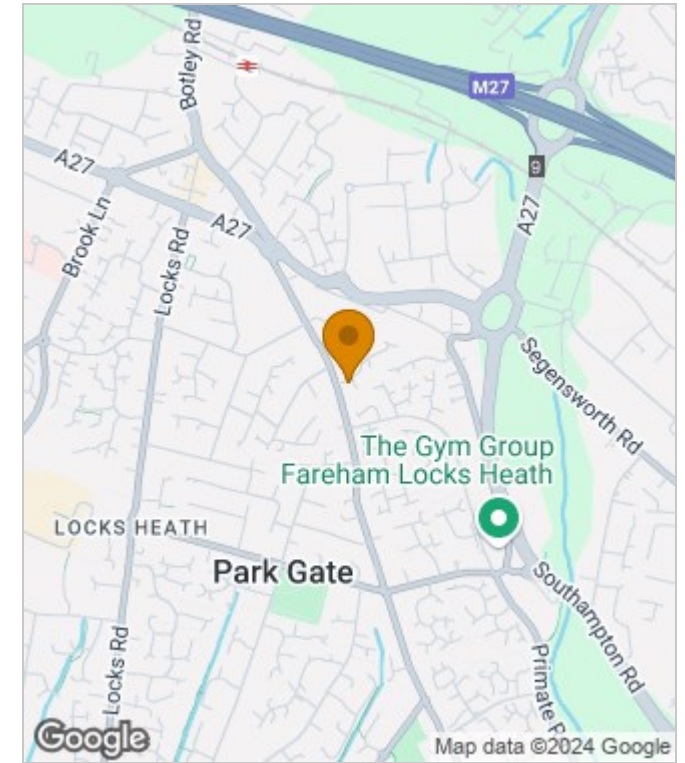 Botley Rd
M27
A27
9
Brook Ln
Locks Rd
A27
A27
Segensworth Rd
The Gym Group
Fareham Locks Heath
LOCKS HEATH
Park Gate
Southampton Rd
Locks Rd
Primate
Google
Map data ©2024 Google